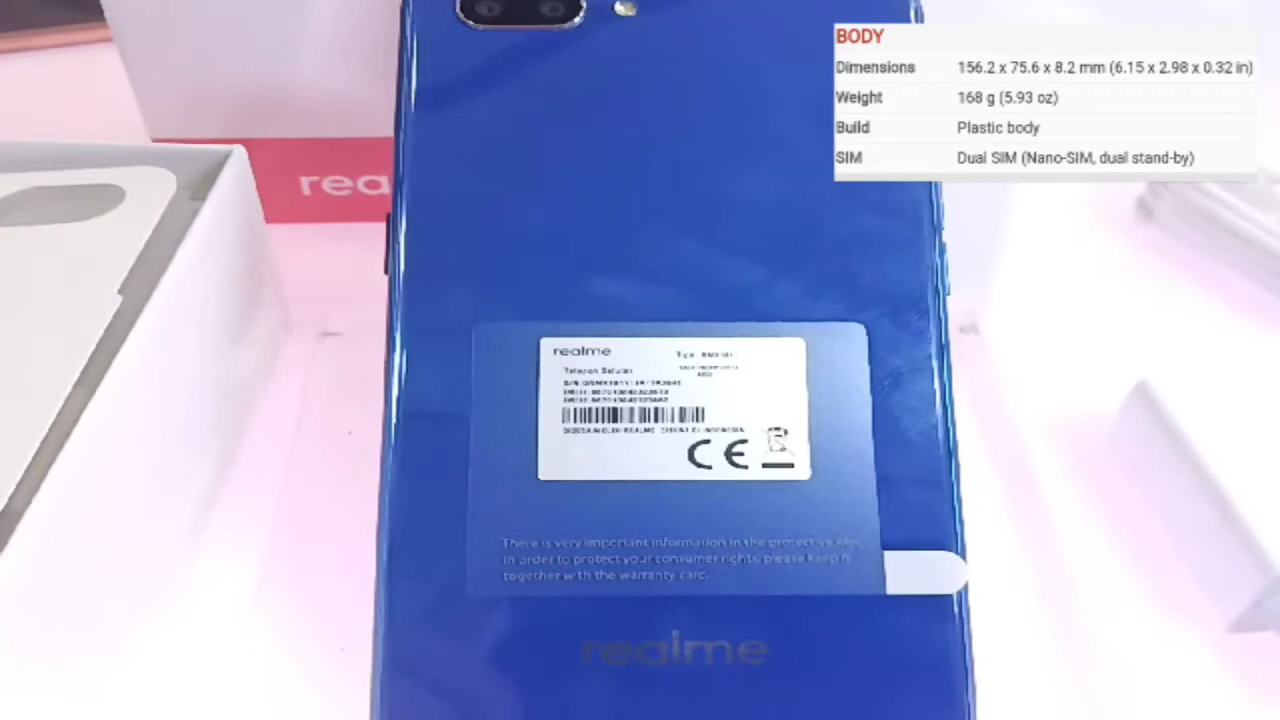 BODY
Dimensions 156.2 x 75.6 x 8.2 mm (6.15 x 2.98 x 0.32 in)
Weight 168 g (5.93 oz)
Build Plastic body
SIM Dual SIM (Nano-SIM, dual stand-by)
rea
realme
Telepon Selular
CE
There is very important information in the protective film,
in order to protect your consumer rights, please keep it
together with the warranty card.
realme